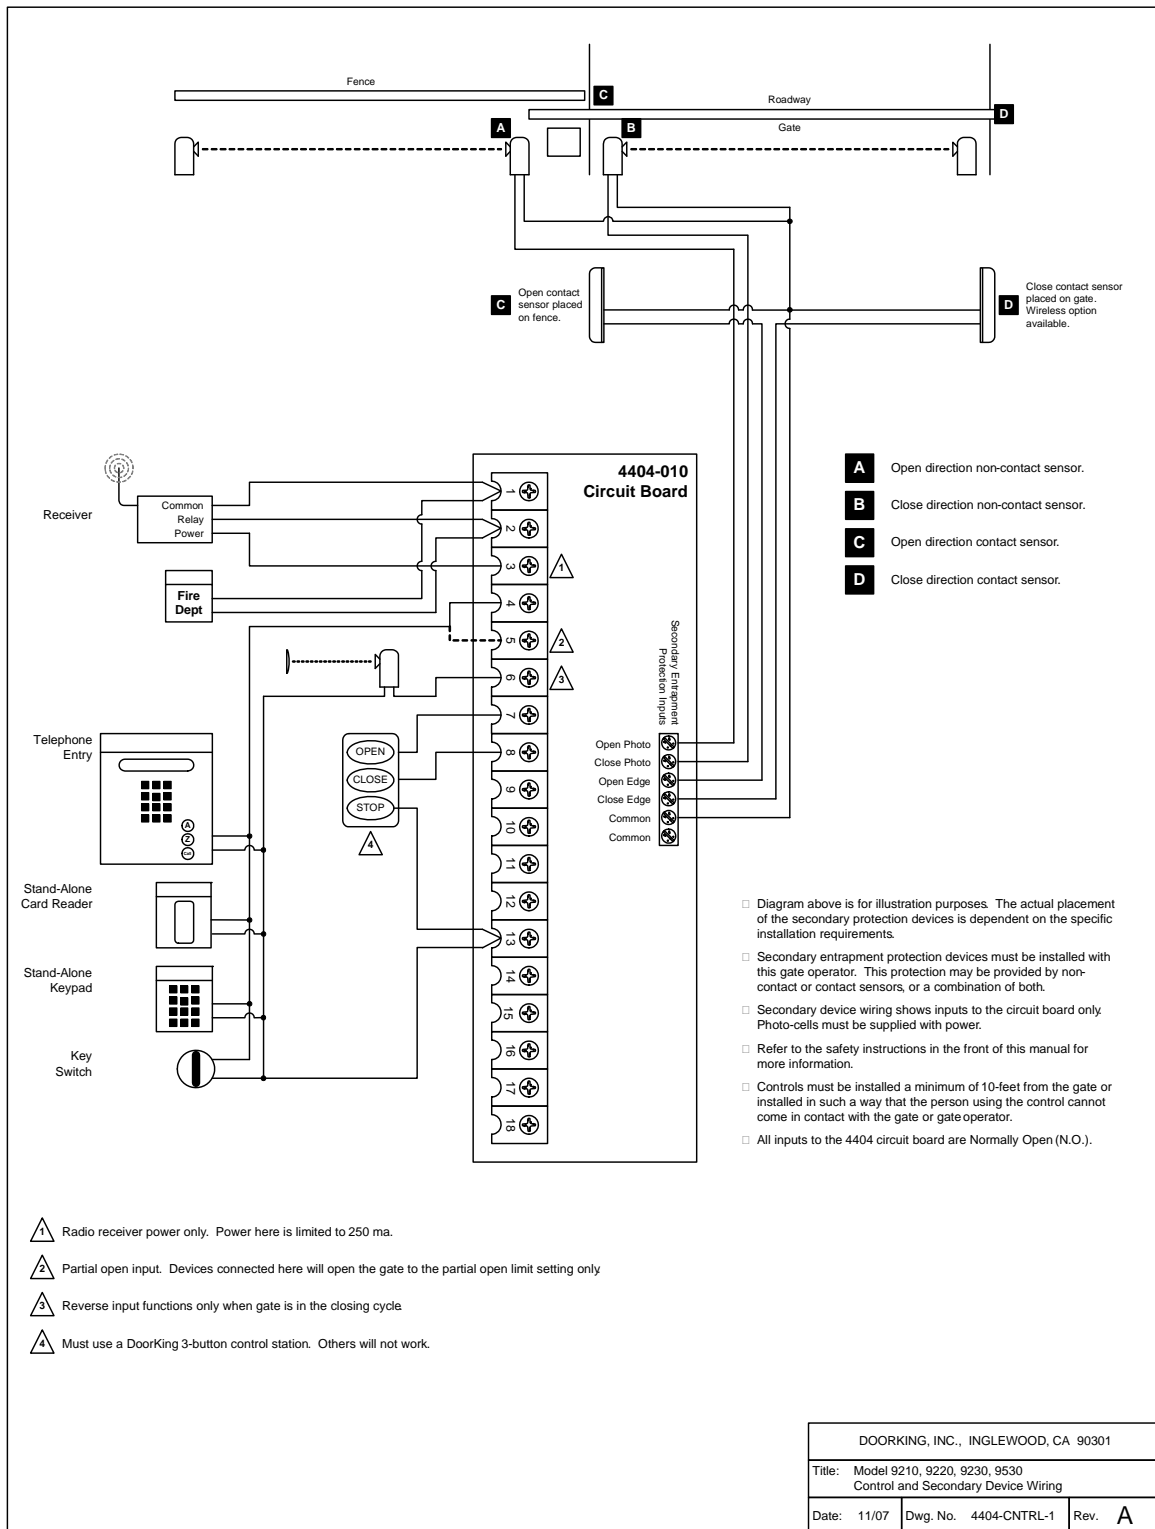 Fence
C
Roadway
D
A
B
Gate
C
Open contact
sensor placed
on fence.
D
Close contact sensor
placed on gate.
Wireless option
available.
4404-010
Circuit Board
A Open direction non-contact sensor.
B Close direction non-contact sensor.
C Open direction contact sensor.
D Close direction contact sensor.
Receiver
Common
Relay
Power
Fire
Dept
1
2
3
4
5
6
7
8
9
10
11
12
13
14
15
16
17
18
1
2
3
Secondary Entrapment
Protection Inputs
Open Photo
Close Photo
Open Edge
Close Edge
Common
Common
Telephone
Entry
A
Z
Call
OPEN
CLOSE
STOP
4
Stand-Alone
Card Reader
Stand-Alone
Keypad
Key
Switch
Diagram above is for illustration purposes. The actual placement
of the secondary protection devices is dependent on the specific
installation requirements.
Secondary entrapment protection devices must be installed with
this gate operator. This protection may be provided by non-
contact or contact sensors, or a combination of both.
Secondary device wiring shows inputs to the circuit board only.
Photo-cells must be supplied with power.
Refer to the safety instructions in the front of this manual for
more information.
Controls must be installed a minimum of 10-feet from the gate or
installed in such a way that the person using the control cannot
come in contact with the gate or gate operator.
All inputs to the 4404 circuit board are Normally Open (N.O.).
1 Radio receiver power only. Power here is limited to 250 ma.
2 Partial open input. Devices connected here will open the gate to the partial open limit setting only.
3 Reverse input functions only when gate is in the closing cycle.
4 Must use a DoorKing 3-button control station. Others will not work.
DOORKING, INC., INGLEWOOD, CA 90301
Title: Model 9210, 9220, 9230, 9530
Control and Secondary Device Wiring
Date: 11/07 Dwg. No. 4404-CNTRL-1 Rev. A